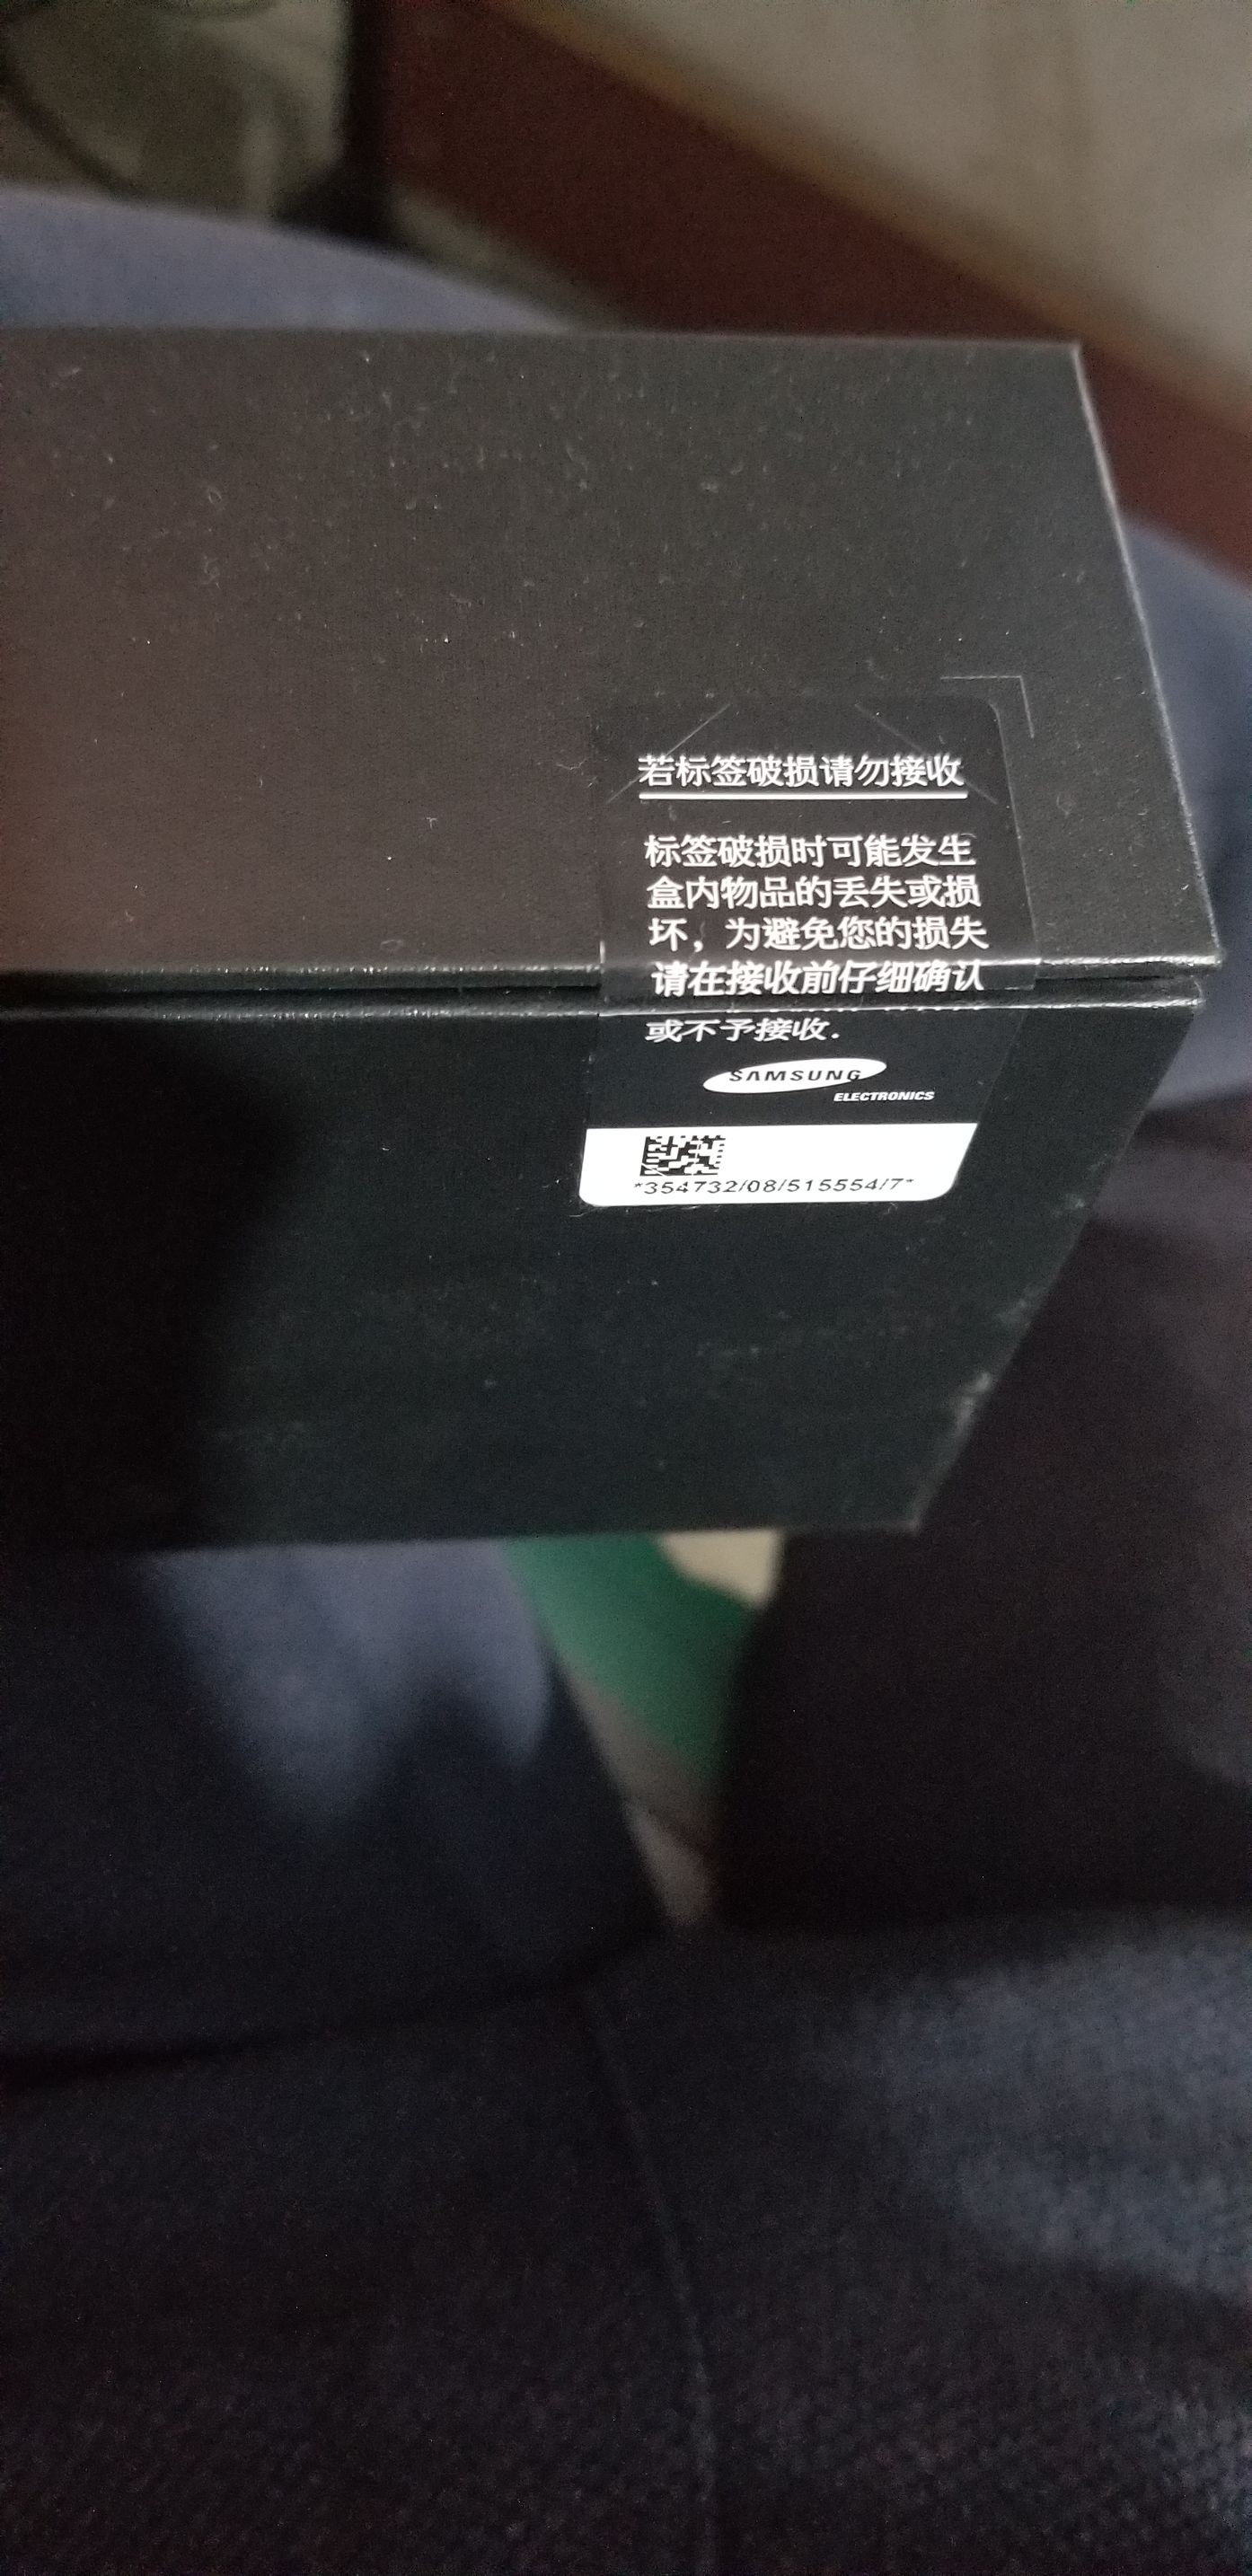 若标签破损请勿接收
标签破损时可能发生
盒内物品的丢失或损
坏，为避免您的损失
请在接收前仔细确认
或不予接收.
SAMSUNG
ELECTRONICS
*354732/08/515554/7*